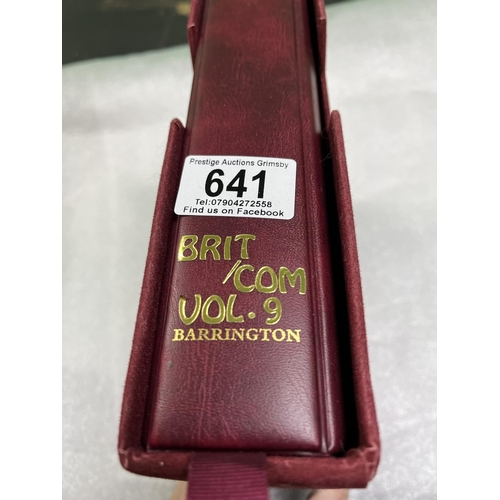 Prestige Auctions Grimsby
641
Tel:07904272558
Find us on Facebook
BRIT
/COM
VOL. 9
BARRINGTON